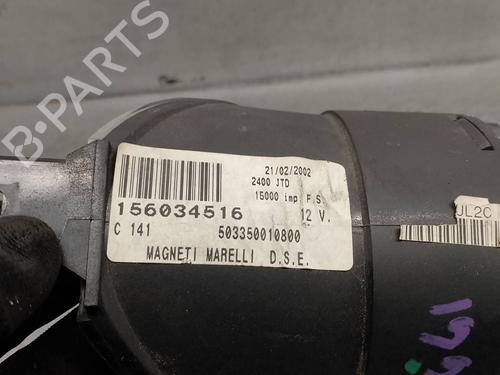 B-PARTS
21/02/2002
2400 JTD
15000 imp. F.S.
156034516
12 V.
C 141
503350010800
MAGNETI MARELLI D.S.E.
JL2C